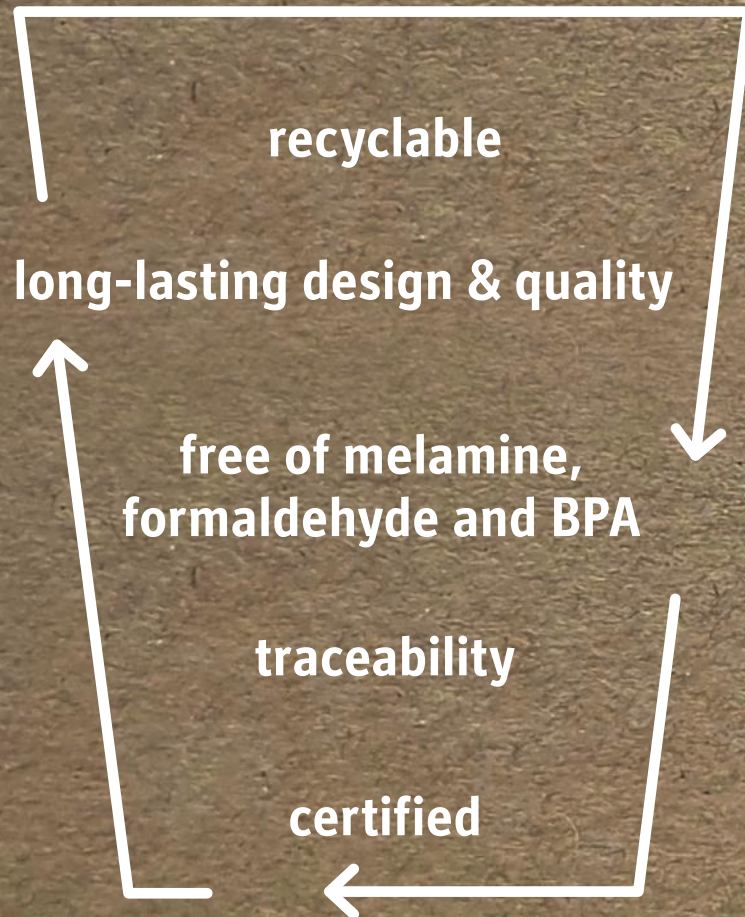 recyclable
long-lasting design & quality
free of melamine,
formaldehyde and BPA
traceability
certified